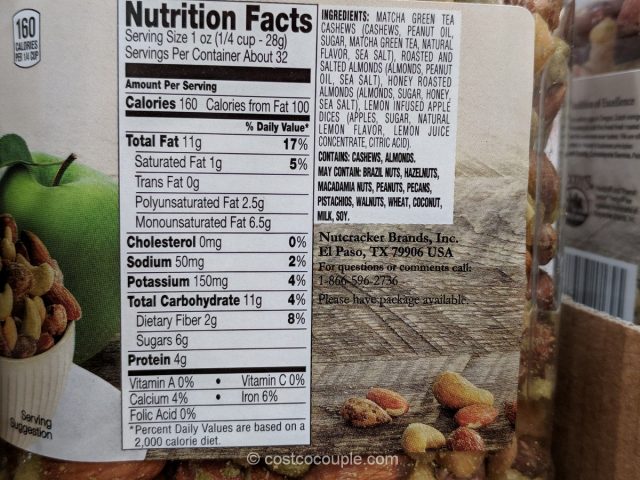 160
CALORIES
PER 1/4 CUP
Nutrition Facts
Serving Size 1 oz (1/4 cup - 28g)
Servings Per Container About 32
Amount Per Serving
Calories 160 Calories from Fat 100
% Daily Value*
Total Fat 11g 17%
Saturated Fat 1g 5%
Trans Fat 0g
Polyunsaturated Fat 2.5g
Monounsaturated Fat 6.5g
Cholesterol 0mg 0%
Sodium 50mg 2%
Potassium 150mg 4%
Total Carbohydrate 11g 4%
Dietary Fiber 2g 8%
Sugars 6g
Protein 4g
Vitamin A 0% • Vitamin C 0%
Calcium 4% • Iron 6%
Folic Acid 0%
*Percent Daily Values are based on a
2,000 calorie diet.
INGREDIENTS: MATCHA GREEN TEA
CASHEWS (CASHEWS, PEANUT OIL,
SUGAR, MATCHA GREEN TEA, NATURAL
FLAVOR, SEA SALT), ROASTED AND
SALTED ALMONDS (ALMONDS, PEANUT
OIL, SEA SALT), HONEY ROASTED
ALMONDS (ALMONDS, SUGAR, HONEY,
SEA SALT), LEMON INFUSED APPLE
DICES (APPLES, SUGAR, NATURAL
LEMON FLAVOR, LEMON JUICE
CONCENTRATE, CITRIC ACID).
CONTAINS: CASHEWS, ALMONDS.
MAY CONTAIN: BRAZIL NUTS, HAZELNUTS,
MACADAMIA NUTS, PEANUTS, PECANS,
PISTACHIOS, WALNUTS, WHEAT, COCONUT,
MILK, SOY.
Nutcracker Brands, Inc.
El Paso, TX 79906 USA
For questions or comments call:
1-866-596-2736
Please have package available.
Serving
Suggestion
© costcocouple.com